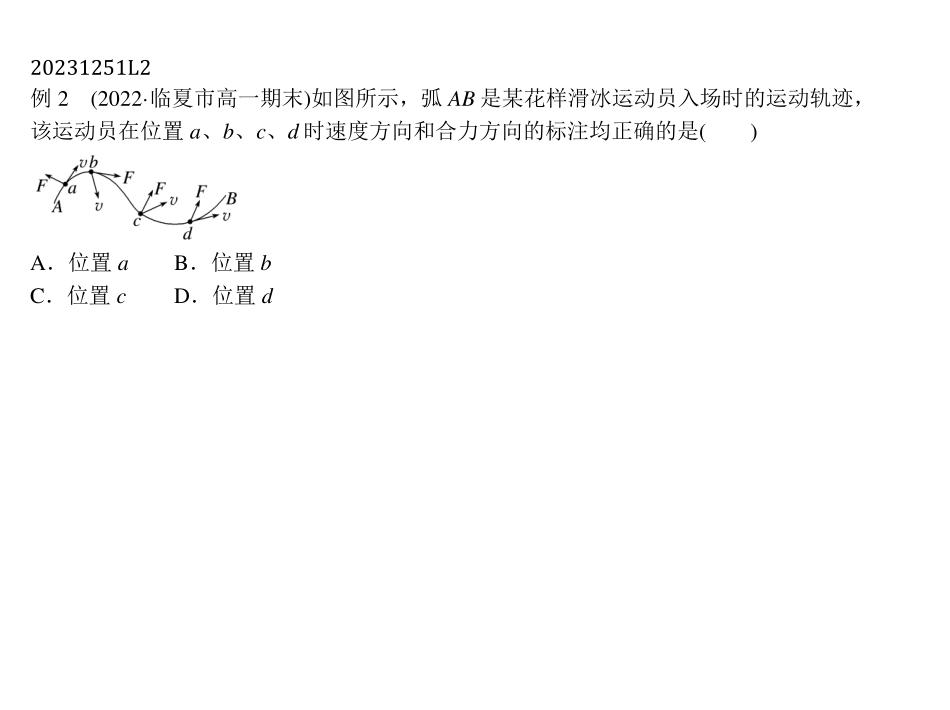 20231251L2
例 2 (2022·临夏市高一期末)如图所示，弧 AB 是某花样滑冰运动员入场时的运动轨迹，
该运动员在位置 a、b、c、d 时速度方向和合力方向的标注均正确的是(  )
v b
F a F
A v
F v
c
F B
v
d
A．位置 a B．位置 b
C．位置 c D．位置 d